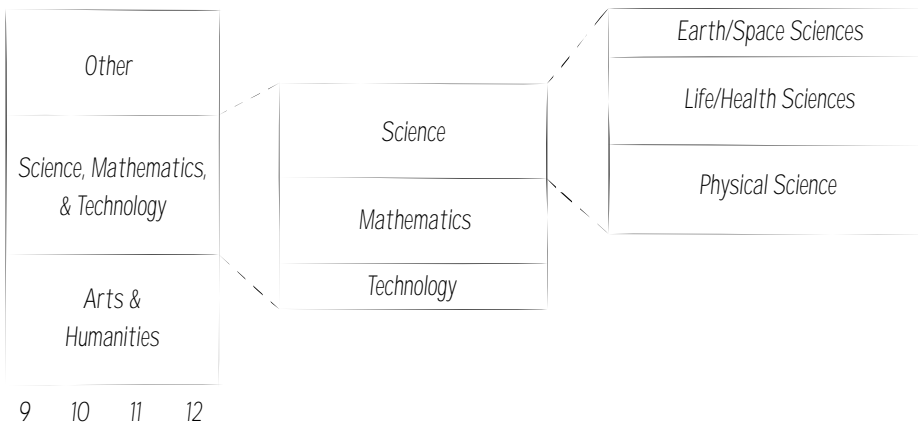 Other
Science, Mathematics,
& Technology
Arts &
Humanities
9 10 11 12
Science
Mathematics
Technology
Earth/Space Sciences
Life/Health Sciences
Physical Science